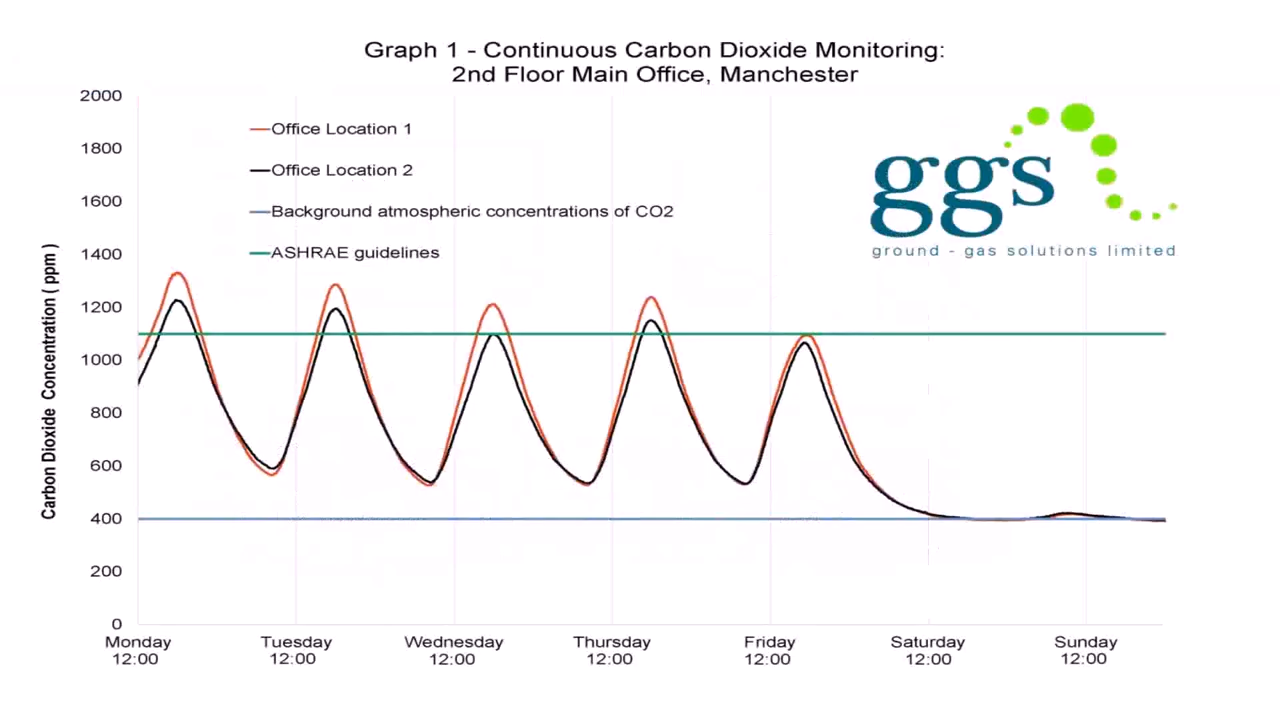 Graph 1 - Continuous Carbon Dioxide Monitoring:
2nd Floor Main Office, Manchester
2000
1800
1600
1400
1200
1000
800
600
400
200
0
Carbon Dioxide Concentration ( ppm )
Office Location 1
Office Location 2
Background atmospheric concentrations of CO2
ASHRAE guidelines
ggs
ground - gas solutions limited
Monday Tuesday Wednesday Thursday Friday Saturday Sunday
12:00 12:00 12:00 12:00 12:00 12:00 12:00